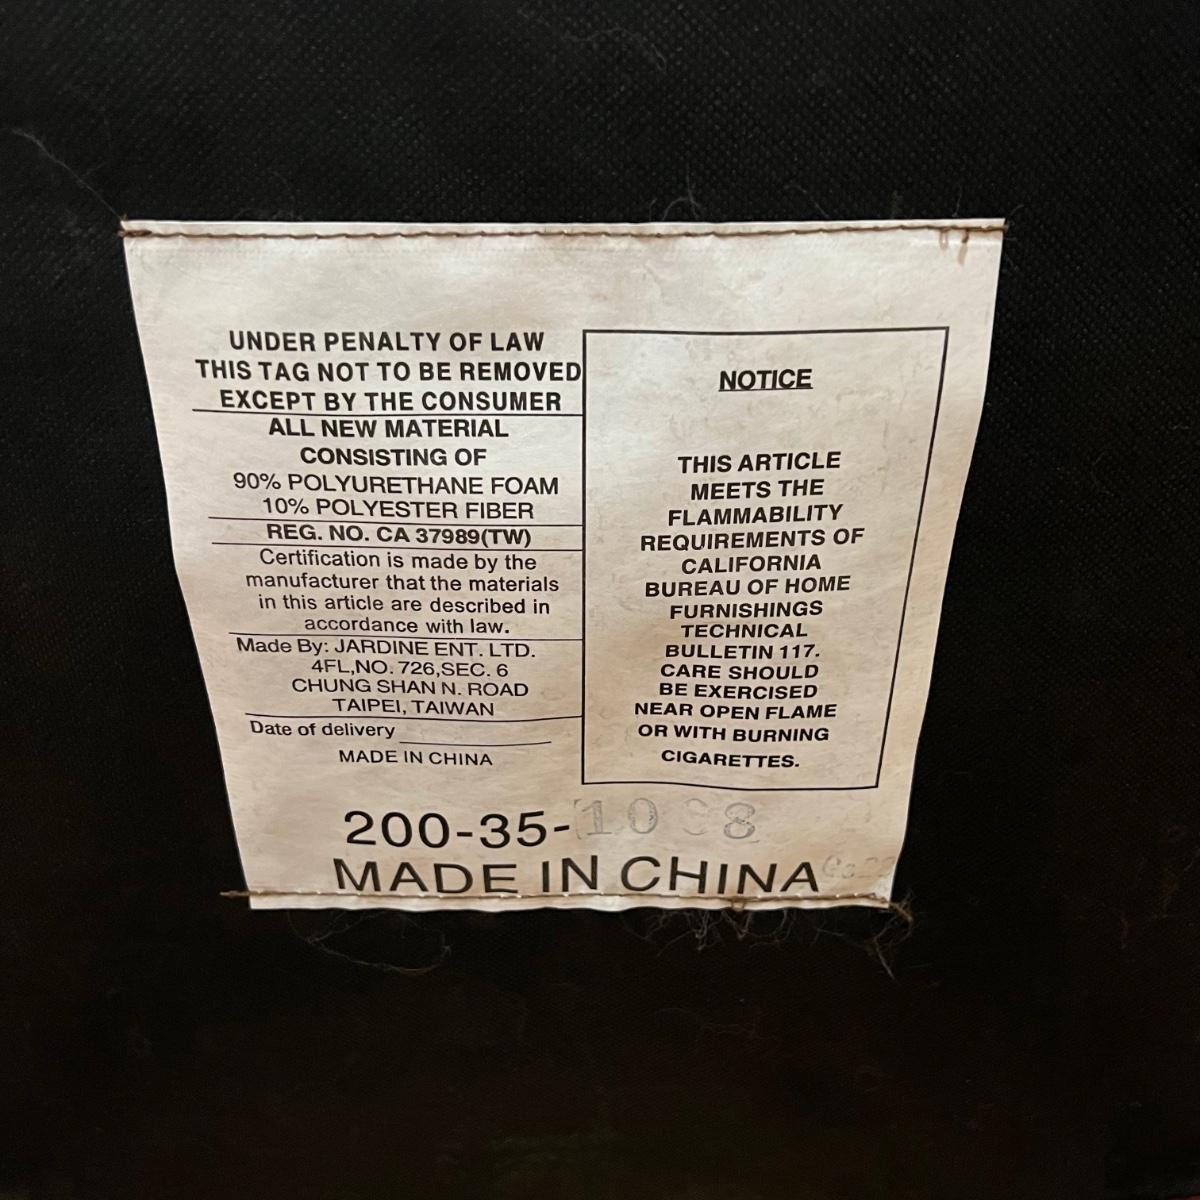 UNDER PENALTY OF LAW
THIS TAG NOT TO BE REMOVED
EXCEPT BY THE CONSUMER
ALL NEW MATERIAL
CONSISTING OF
90% POLYURETHANE FOAM
10% POLYESTER FIBER
REG. NO. CA 37989(TW)
Certification is made by the
manufacturer that the materials
in this article are described in
accordance with law.
Made By: JARDINE ENT. LTD.
4FL,NO. 726,SEC. 6
CHUNG SHAN N. ROAD
TAIPEI, TAIWAN
Date of delivery
MADE IN CHINA
NOTICE
THIS ARTICLE
MEETS THE
FLAMMABILITY
REQUIREMENTS OF
CALIFORNIA
BUREAU OF HOME
FURNISHINGS
TECHNICAL
BULLETIN 117.
CARE SHOULD
BE EXERCISED
NEAR OPEN FLAME
OR WITH BURNING
CIGARETTES.
200-35-
MADE IN CHINA